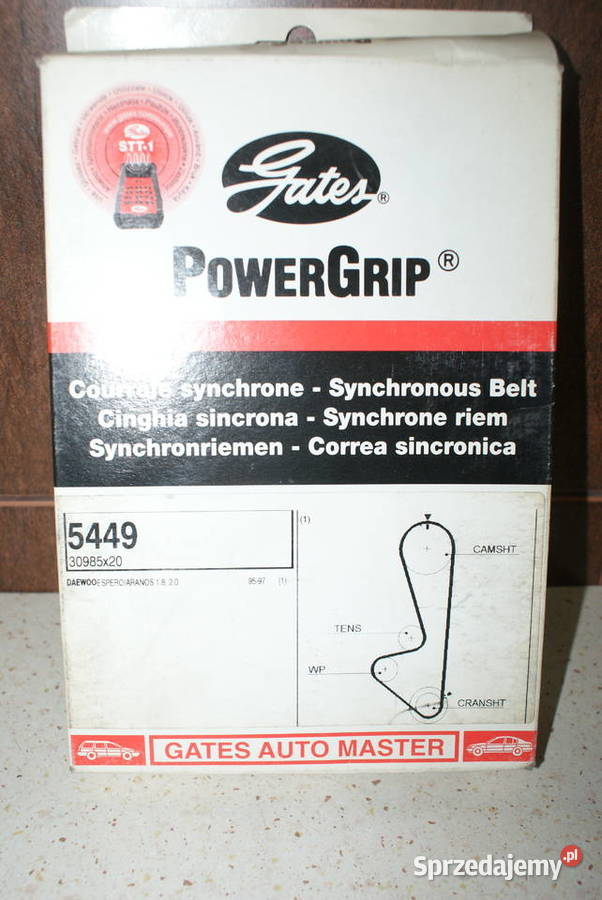 STT-1
Gates®
POWERGRIP®
Courroie synchrone - Synchronous Belt
Cinghia sincrona - Synchrone riem
Synchronriemen - Correa sincronica
5449
30985x20
DAEWOO ESPERO/ARANOS 1.8, 2.0 95-97 (1)
(1)
CAMSHT
TENS
WP
CRANSHT
GATES AUTO MASTER
Sprzedajemy.pl